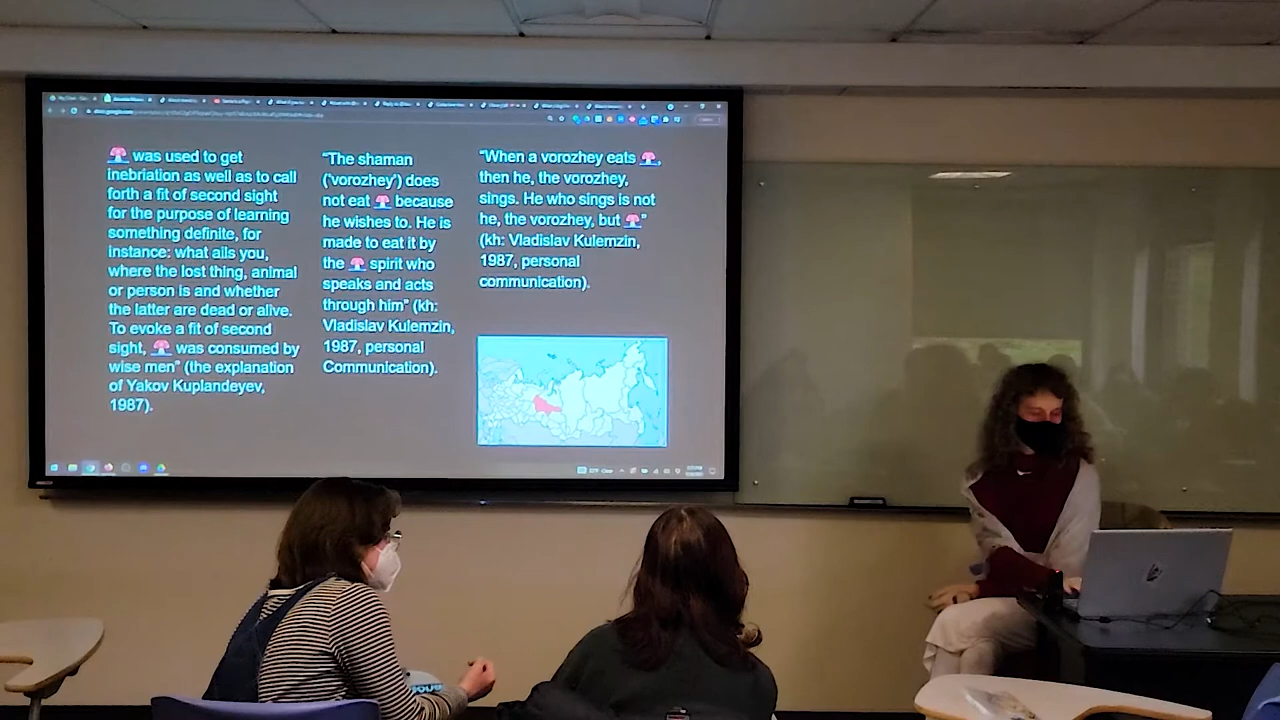 🍄 was used to get
inebriation as well as to call
forth a fit of second sight
for the purpose of learning
something definite, for
instance: what ails you,
where the lost thing, animal
or person is and whether
the latter are dead or alive.
To evoke a fit of second
sight, 🍄 was consumed by
wise men” (the explanation
of Yakov Kuplandeyev,
1987).
“The shaman
(‘vorozhey’) does
not eat 🍄 because
he wishes to. He is
made to eat it by
the 🍄 spirit who
speaks and acts
through him” (kh:
Vladislav Kulemzin,
1987, personal
Communication).
“When a vorozhey eats 🍄,
then he, the vorozhey,
sings. He who sings is not
he, the vorozhey, but 🍄”
(kh: Vladislav Kulemzin,
1987, personal
communication).